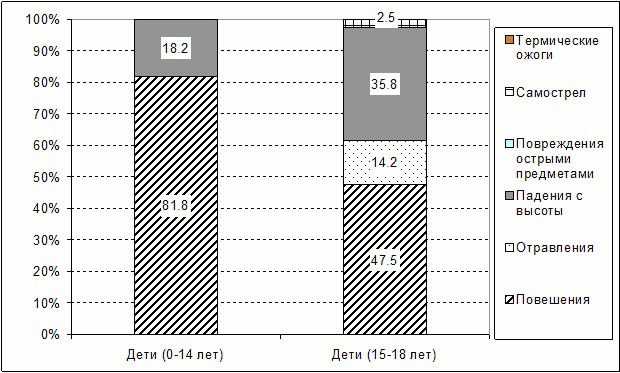 100%
90%
80%
70%
60%
50%
40%
30%
20%
10%
0%
18.2
81.8
2.5
35.8
14.2
47.5
Дети (0-14 лет)
Дети (15-18 лет)
Термические
ожоги
Самострел
Повреждения
острыми
предметами
Падения с
высоты
Отравления
Повешения